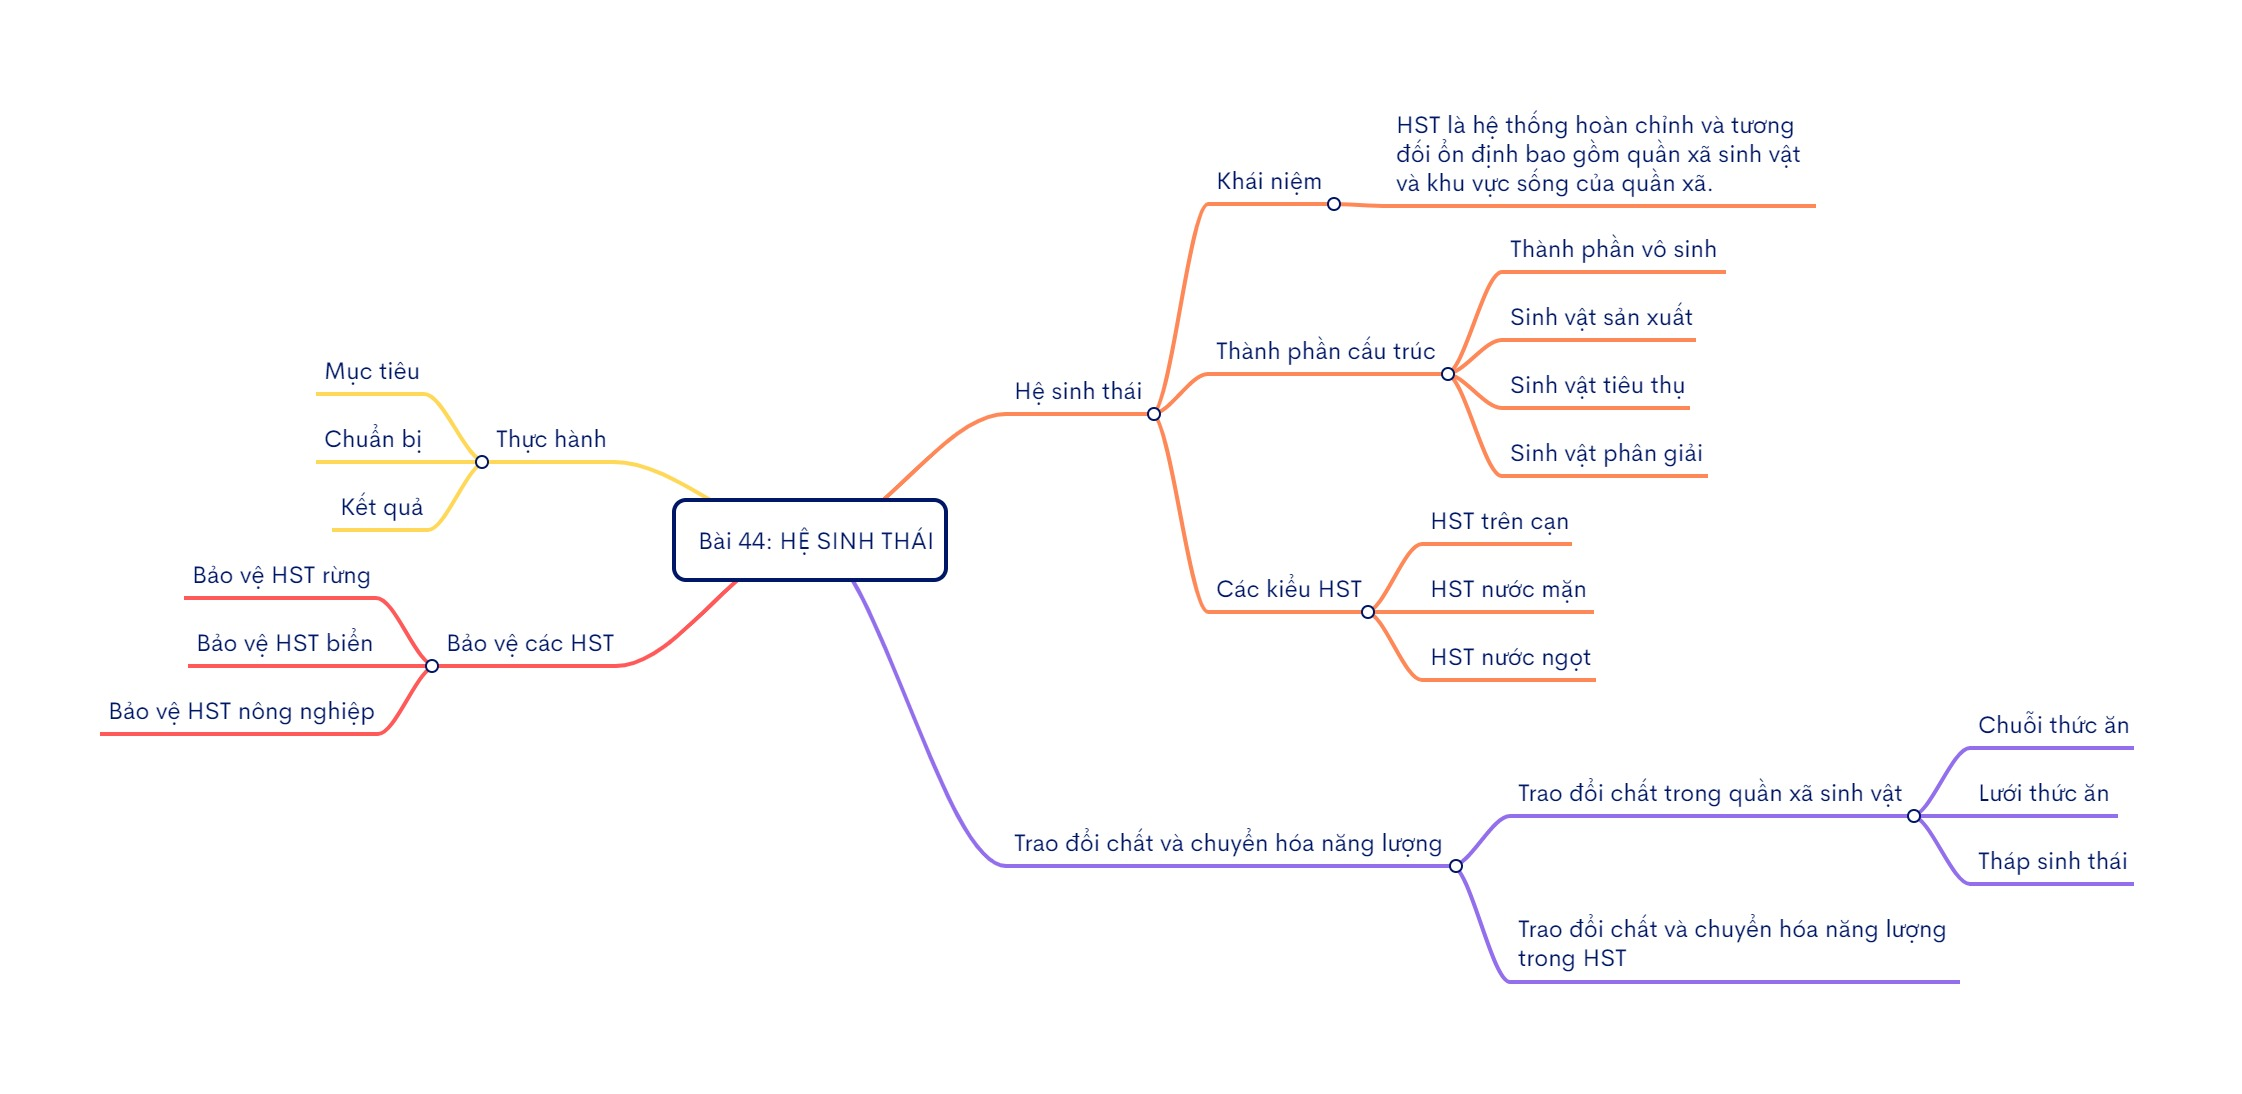 Bài 44: HỆ SINH THÁI
Hệ sinh thái
Khái niệm
HST là hệ thống hoàn chỉnh và tương
đối ổn định bao gồm quần xã sinh vật
và khu vực sống của quần xã.
Thành phần cấu trúc
Thành phần vô sinh
Sinh vật sản xuất
Sinh vật tiêu thụ
Sinh vật phân giải
Các kiểu HST
HST trên cạn
HST nước mặn
HST nước ngọt
Trao đổi chất và chuyển hóa năng lượng
Trao đổi chất trong quần xã sinh vật
Chuỗi thức ăn
Lưới thức ăn
Tháp sinh thái
Trao đổi chất và chuyển hóa năng lượng
trong HST
Bảo vệ các HST
Bảo vệ HST rừng
Bảo vệ HST biển
Bảo vệ HST nông nghiệp
Thực hành
Mục tiêu
Chuẩn bị
Kết quả